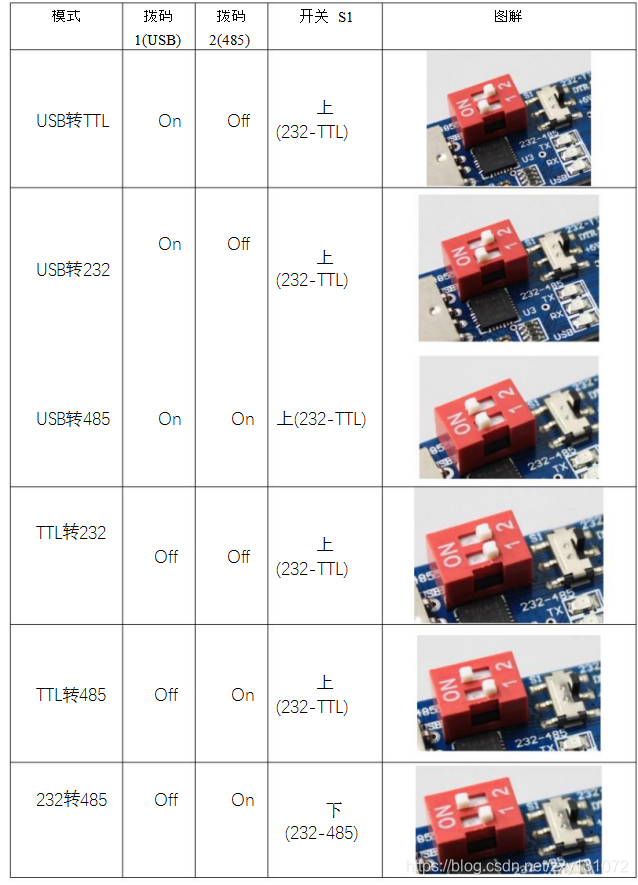 模式
拨码
1(USB)
拨码
2(485)
开关 S1
图解
USB转TTL
On
Off
上
(232-TTL)
ON
1 2
S1
232-485
TX
U3
RX
USB
USB转232
On
Off
上
(232-TTL)
ON
1 2
S1
232-485
TX
U3
RX
USB
USB转485
On
On
上(232-TTL)
ON
1 2
S1
232-485
TX
TTL转232
Off
Off
上
(232-TTL)
ON
1 2
S1
232-485
TX
TTL转485
Off
On
上
(232-TTL)
ON
1 2
S1
232-485
TX
232转485
Off
On
下
(232-485)
ON
1 2